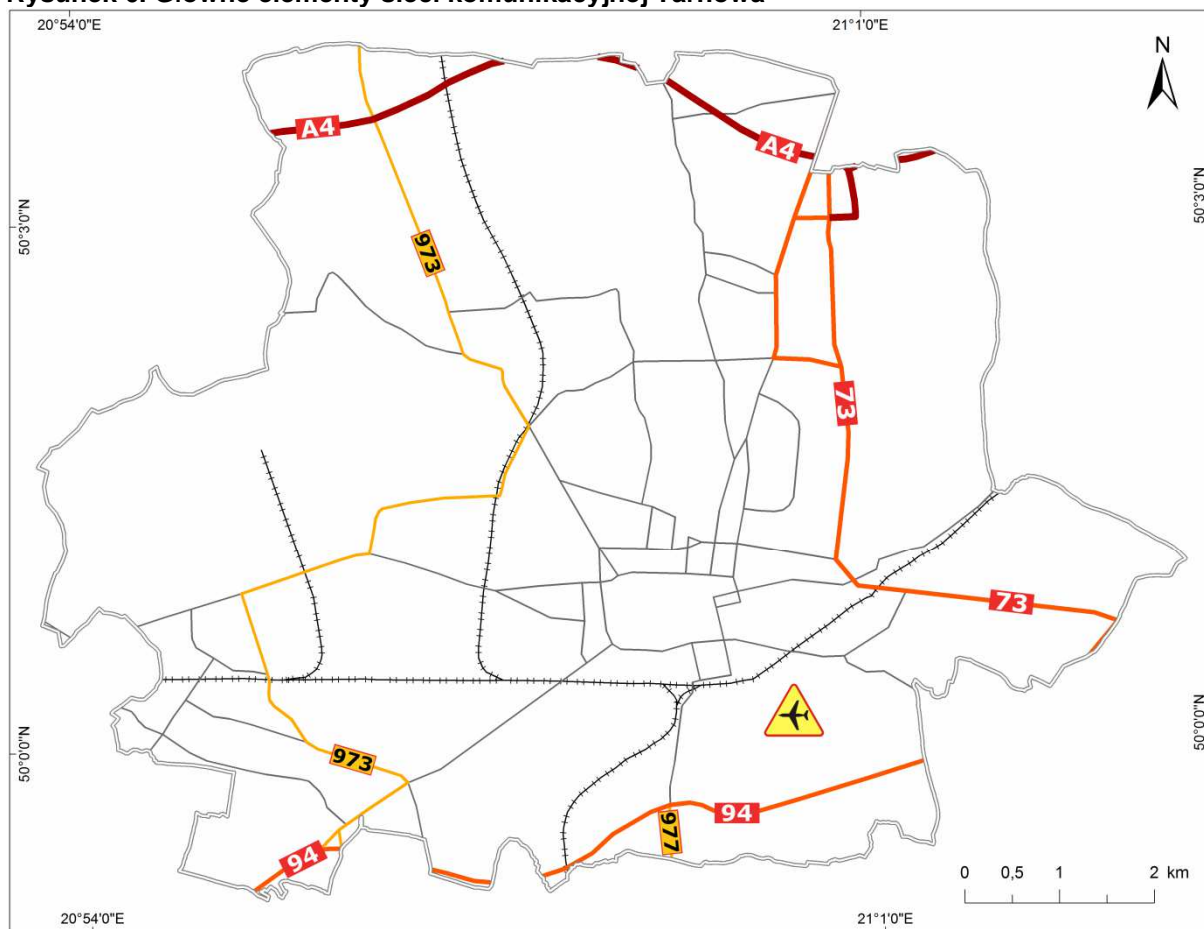 Rysunek 6. Główne elementy sieci komunikacyjnej Tarnowa
20°54'0"E
21°1'0"E
N
A4
A4
50°3'0"N
50°3'0"N
973
73
73
50°0'0"N
50°0'0"N
973
94
977
94
0 0,5 1 2 km
20°54'0"E
21°1'0"E